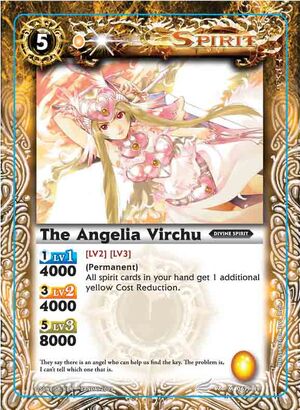 5
SPIRIT
The Angelia Virchu DIVINE SPIRIT
1 LV1
4000
3 LV2
4000
5 LV3
8000
[LV2] [LV3]
(Permanent)
All spirit cards in your hand get 1 additional
yellow Cost Reduction.
They say there is an angel who can help us find the key. The problem is,
I can't tell which one that is.